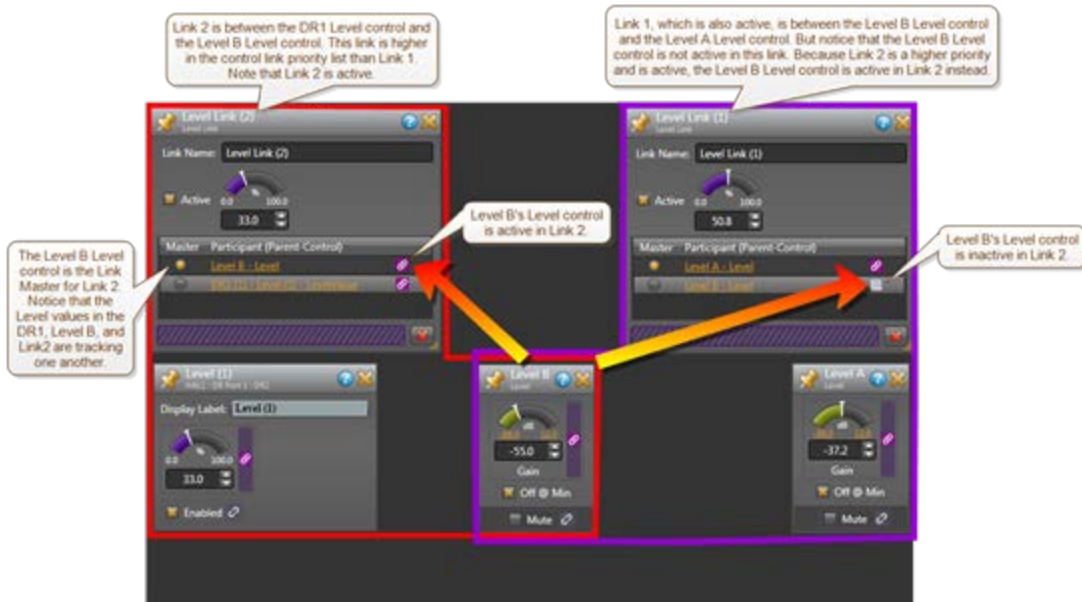 Link 2 is between the DR1 Level control and
the Level B Level control. This link is higher
in the control link priority list than Link 1.
Note that Link 2 is active.
Link 1, which is also active, is between the Level B Level control
and the Level A Level control. But notice that the Level B Level
control is not active in this link. Because Link 2 is a higher priority
and is active, the Level B Level control is active in Link 2 instead.
Level Link (2)
Level Link
Link Name: Level Link (2)
Active
0.0 % 100.0
33.0
Master Participant (Parent-Control)
Level B - Level
Level B's Level control
is active in Link 2.
The Level B Level
control is the Link
Master for Link 2.
Notice that the
Level values in the
DR1, Level B, and
Link2 are tracking
one another.
Level Link (1)
Level Link
Link Name: Level Link (1)
Active
0.0 % 100.0
50.8
Master Participant (Parent-Control)
Level A - Level
Level B - Level
Level B's Level control
is inactive in Link 2.
Level (1)
Display Label: Level (1)
0.0 % 100.0
33.0
Enabled
Level B
Level
dB
-55.0
Gain
Off @ Min
Mute
Level A
Level
dB
-37.2
Gain
Off @ Min
Mute